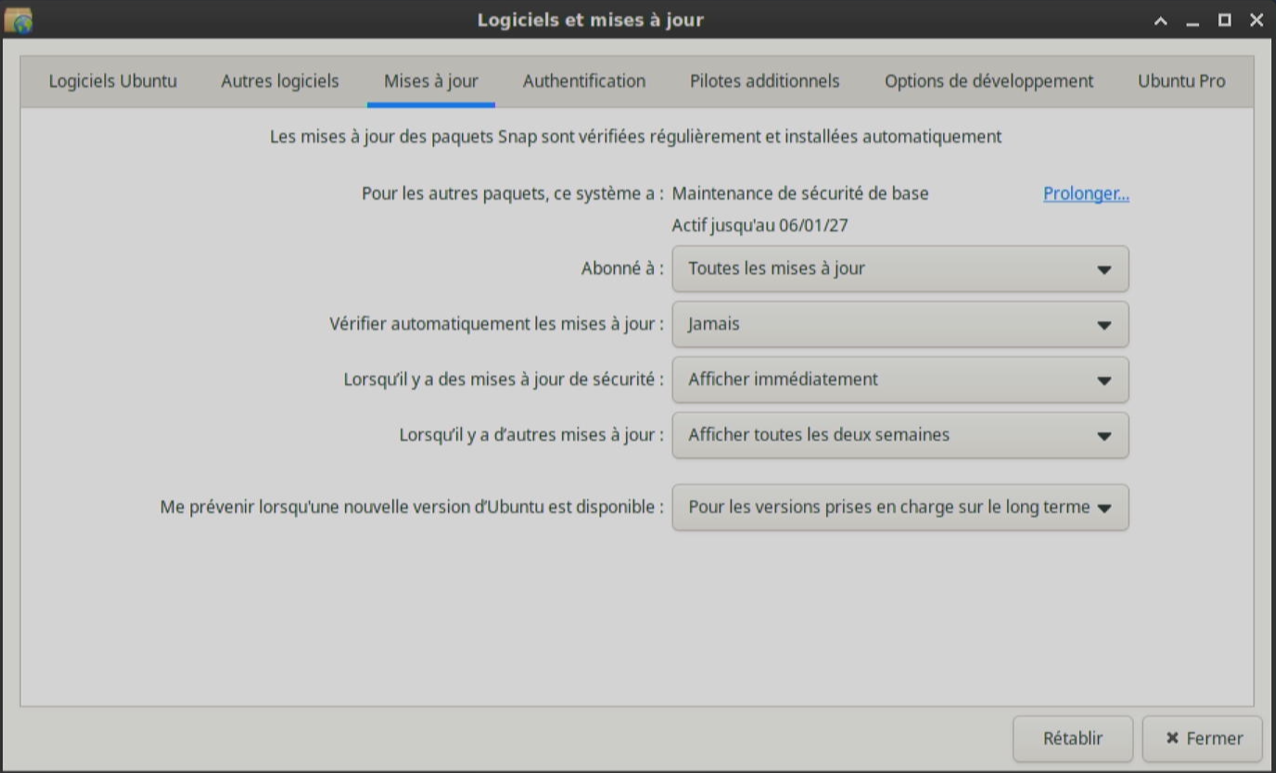 Logiciels et mises à jour
Logiciels Ubuntu Autres logiciels Mises à jour Authentification Pilotes additionnels Options de développement Ubuntu Pro
Les mises à jour des paquets Snap sont vérifiées régulièrement et installées automatiquement
Pour les autres paquets, ce système a : Maintenance de sécurité de base Prolonger...
Actif jusqu'au 06/01/27
Abonné à : Toutes les mises à jour
Vérifier automatiquement les mises à jour : Jamais
Lorsqu'il y a des mises à jour de sécurité : Afficher immédiatement
Lorsqu'il y a d'autres mises à jour : Afficher toutes les deux semaines
Me prévenir lorsqu'une nouvelle version d'Ubuntu est disponible : Pour les versions prises en charge sur le long terme
Rétablir Fermer